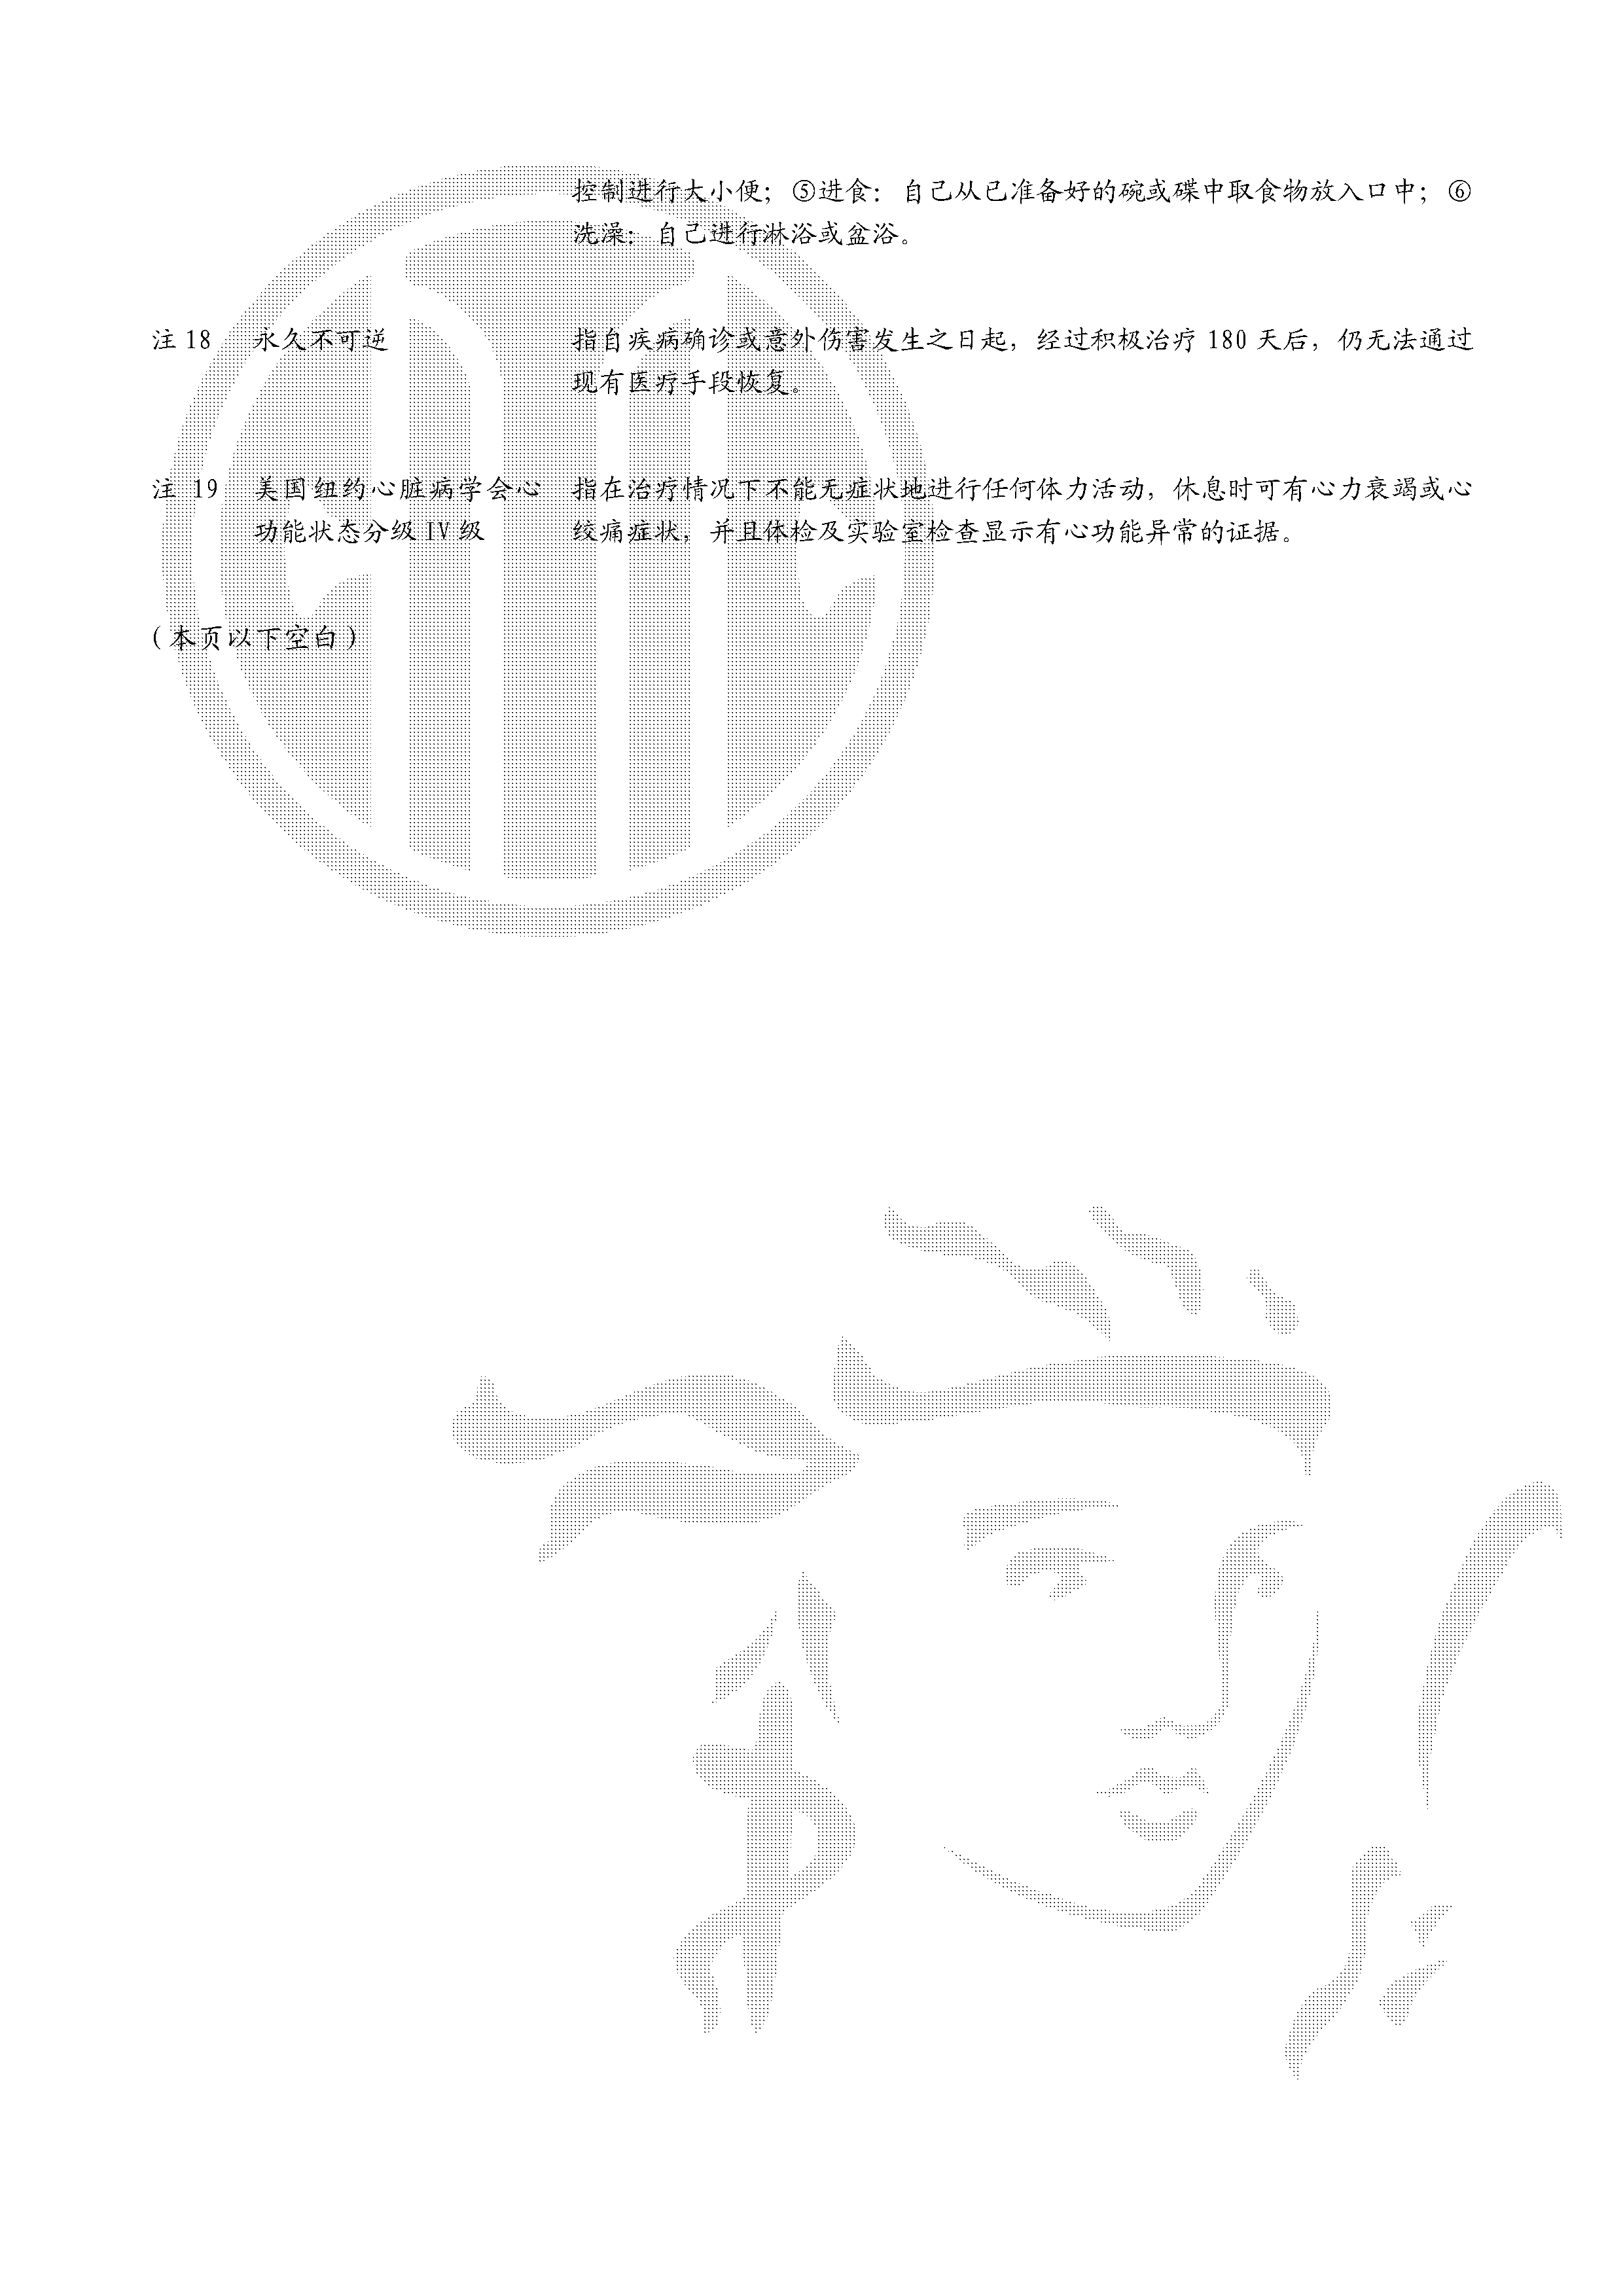 控制进行大小便；⑤进食：自己从已准备好的碗或碟中取食物放入口中；⑥
洗澡：自己进行淋浴或盆浴。
注 18 永久不可逆 指自疾病确诊或意外伤害发生之日起，经过积极治疗 180 天后，仍无法通过
现有医疗手段恢复。
注 19 美国纽约心脏病学会心 指在治疗情况下不能无症状地进行任何体力活动，休息时可有心力衰竭或心
功能状态分级 IV 级 绞痛症状，并且体检及实验室检查显示有心功能异常的证据。
（本页以下空白）